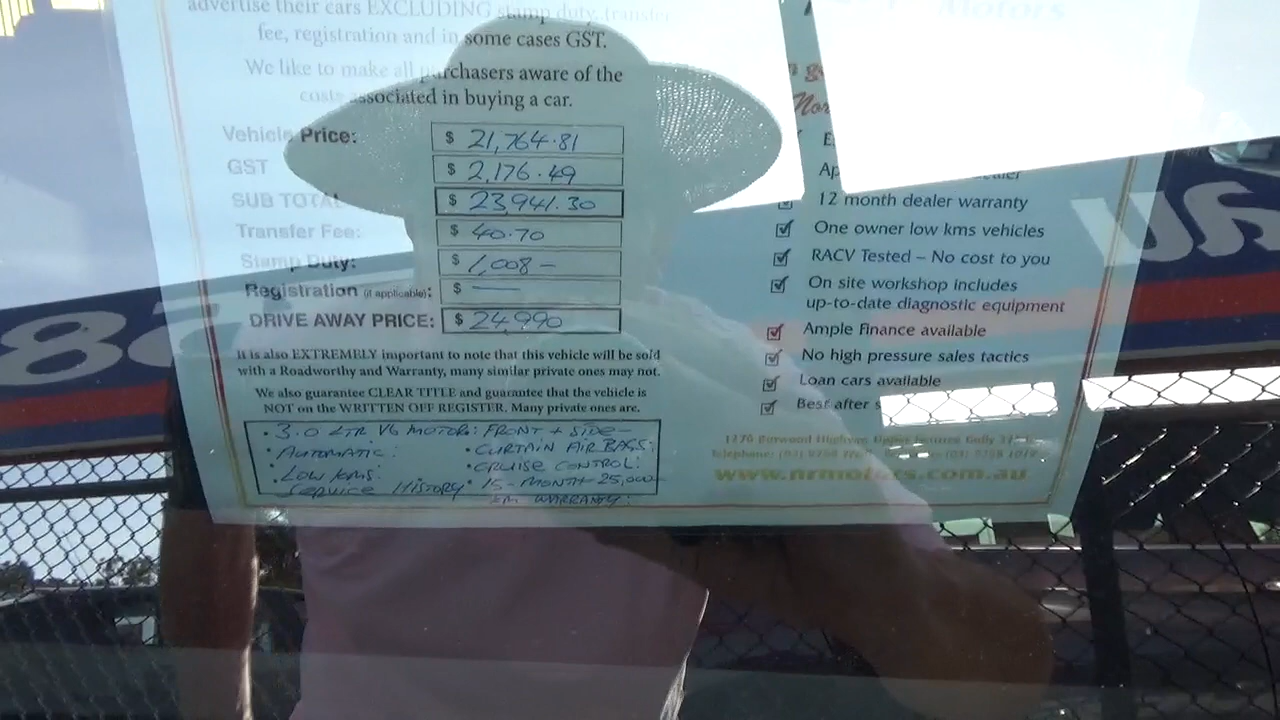 advertise their cars EXCLUDING stamp duty, transfer
fee, registration and in some cases GST.
We like to make all purchasers aware of the
costs associated in buying a car.
Vehicle Price: $ 21,764.81
GST $ 2,176.49
SUB TOTAL $ 23,941.30
Transfer Fee: $ 40.70
Stamp Duty: $ 1,008 -
Registration (if applicable): $ —
DRIVE AWAY PRICE: $ 24,990
It is also EXTREMELY important to note that this vehicle will be sold
with a Roadworthy and Warranty, many similar private ones may not.
We also guarantee CLEAR TITLE and guarantee that the vehicle is
NOT on the WRITTEN OFF REGISTER. Many private ones are.
• 3.0 LTR V6 MOTOR: FRONT + SIDE -
• AUTOMATIC: • CURTAIN AIR BAGS:
• LOW KMS: • CRUISE CONTROL:
SERVICE HISTORY • 15-MONTH 25,000
KM WARRANTY:
Motors
12 month dealer warranty
One owner low kms vehicles
RACV Tested – No cost to you
On site workshop includes
up-to-date diagnostic equipment
Ample finance available
No high pressure sales tactics
Loan cars available
Best after
Telephone: (03)
www.nrmotors.com.au